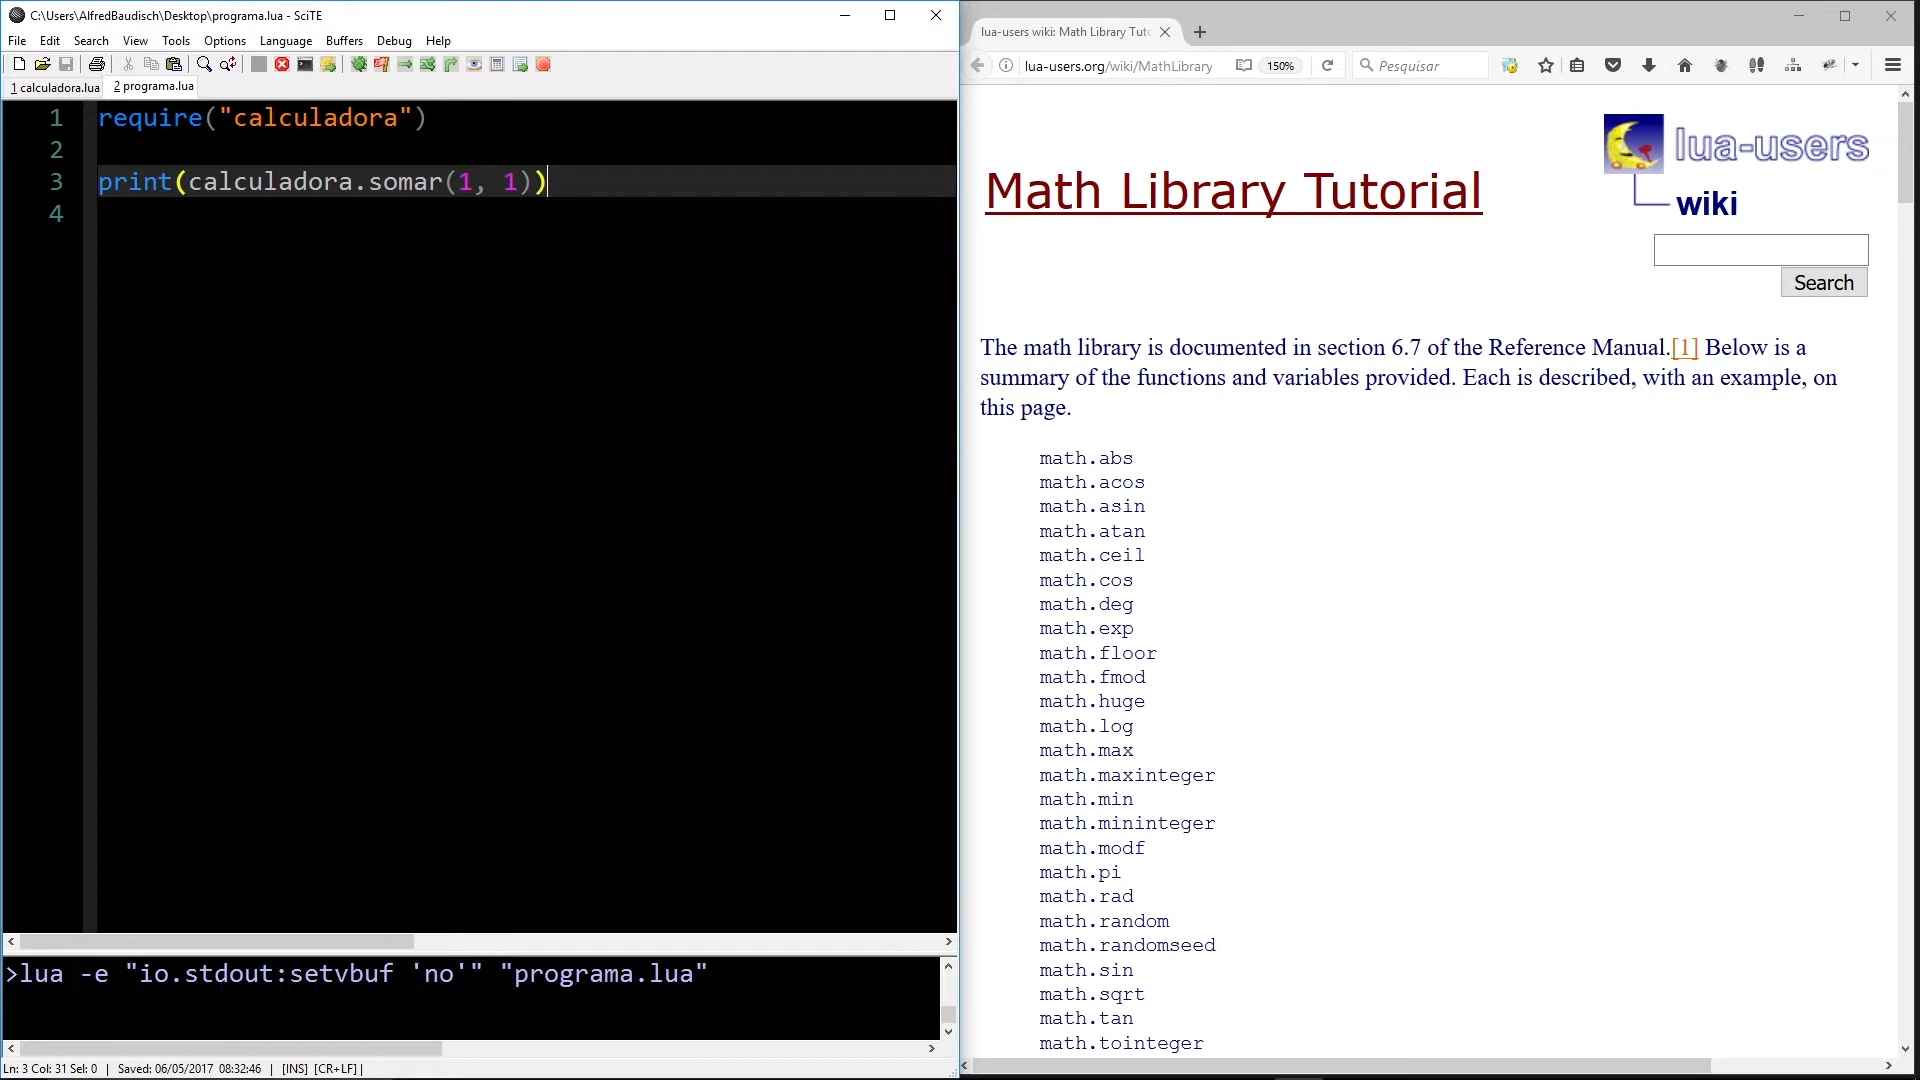 C:\Users\AlfredBaudisch\Desktop\programa.lua - SciTE
File Edit Search View Tools Options Language Buffers Debug Help
1 calculadora.lua 2 programa.lua
1 require("calculadora")
2
3 print(calculadora.somar(1, 1))
4
>lua -e "io.stdout:setvbuf 'no'" "programa.lua"
Ln: 3 Col: 31 Sel: 0 | Saved: 06/05/2017 08:32:46 | [INS] [CR+LF] |
lua-users wiki: Math Library Tut
lua-users.org/wiki/MathLibrary 150% Pesquisar
lua-users
wiki
Math Library Tutorial
Search
The math library is documented in section 6.7 of the Reference Manual.[1] Below is a
summary of the functions and variables provided. Each is described, with an example, on
this page.
math.abs
math.acos
math.asin
math.atan
math.ceil
math.cos
math.deg
math.exp
math.floor
math.fmod
math.huge
math.log
math.max
math.maxinteger
math.min
math.mininteger
math.modf
math.pi
math.rad
math.random
math.randomseed
math.sin
math.sqrt
math.tan
math.tointeger